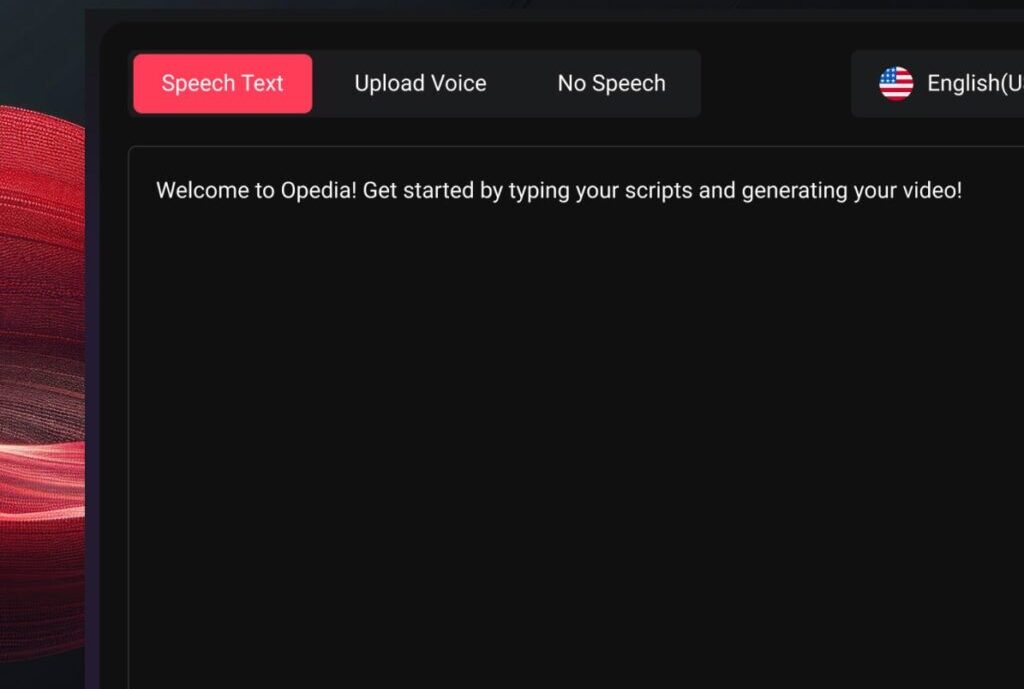 Speech Text Upload Voice No Speech English(U
Welcome to Opedia! Get started by typing your scripts and generating your video!